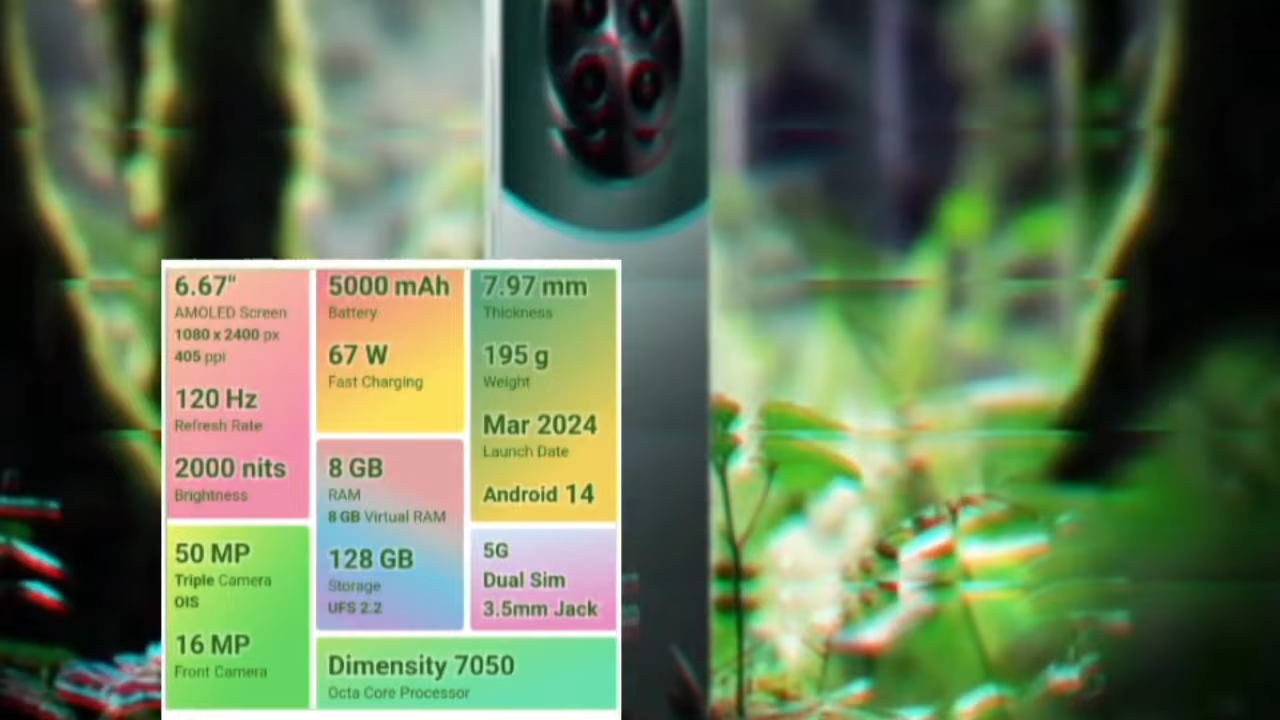 6.67"
AMOLED Screen
1080 x 2400 px
405 ppi
120 Hz
Refresh Rate
2000 nits
Brightness
50 MP
Triple Camera
OIS
16 MP
Front Camera
5000 mAh
Battery
67 W
Fast Charging
8 GB
RAM
8 GB Virtual RAM
128 GB
Storage
UFS 2.2
7.97 mm
Thickness
195 g
Weight
Mar 2024
Launch Date
Android 14
5G
Dual Sim
3.5mm Jack
Dimensity 7050
Octa Core Processor